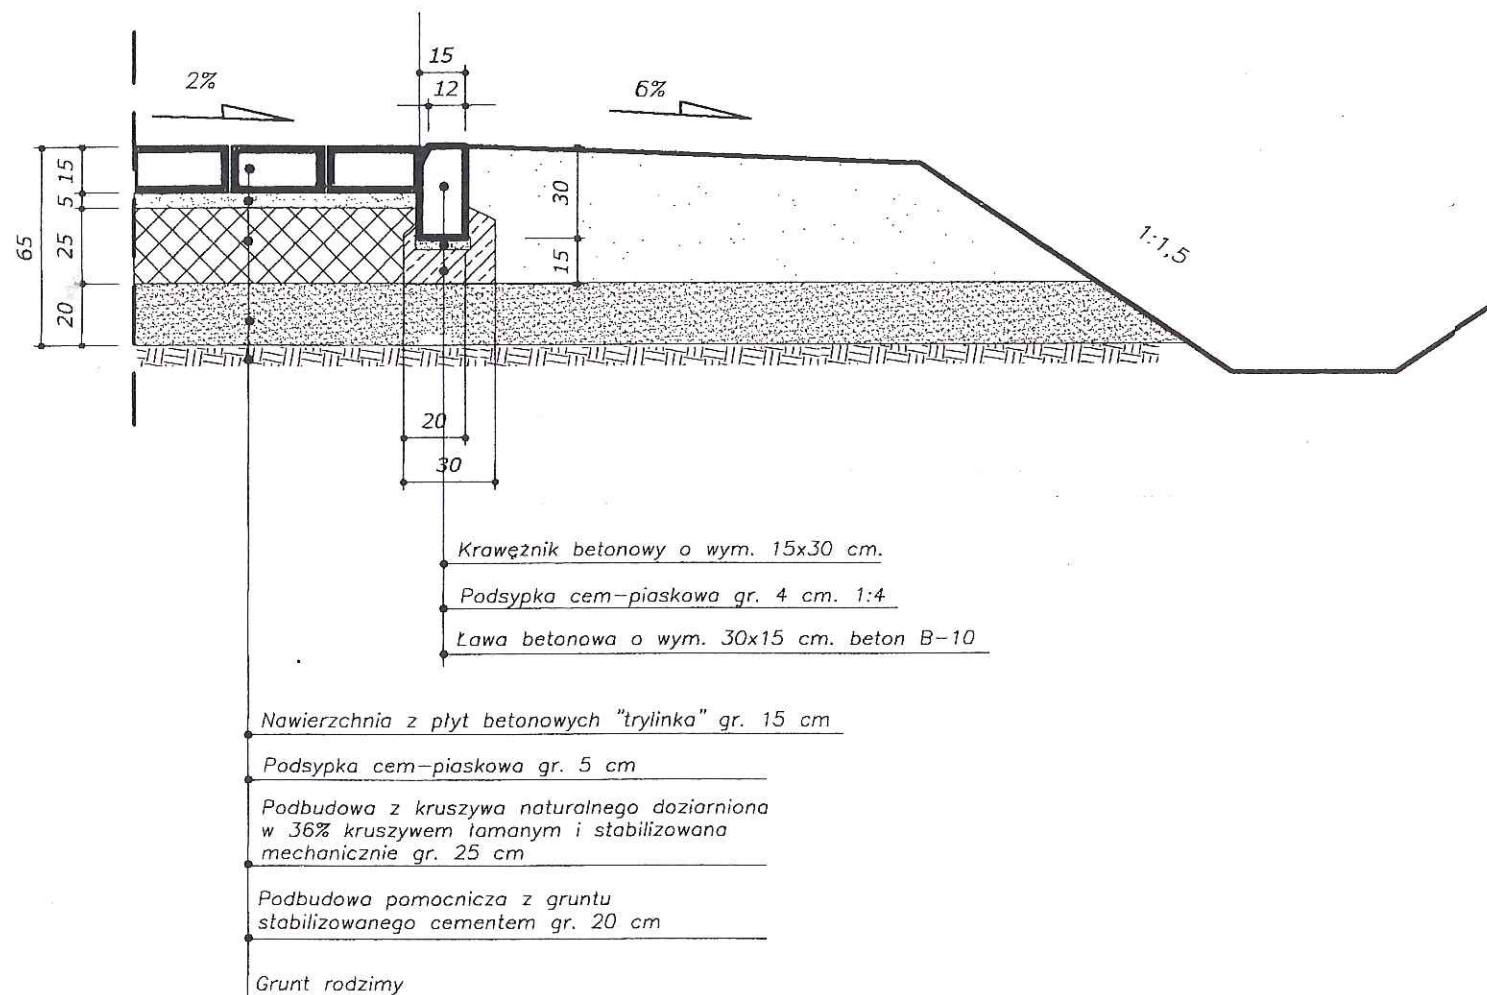 15
12
2%
6%
65
15
5
25
20
30
15
1:1,5
20
30
Krawężnik betonowy o wym. 15x30 cm.
Podsypka cem-piaskowa gr. 4 cm. 1:4
Ława betonowa o wym. 30x15 cm. beton B-10
Nawierzchnia z płyt betonowych "trylinka" gr. 15 cm
Podsypka cem-piaskowa gr. 5 cm
Podbudowa z kruszywa naturalnego doziarniona
w 36% kruszywem łamanym i stabilizowana
mechanicznie gr. 25 cm
Podbudowa pomocnicza z gruntu
stabilizowanego cementem gr. 20 cm
Grunt rodzimy